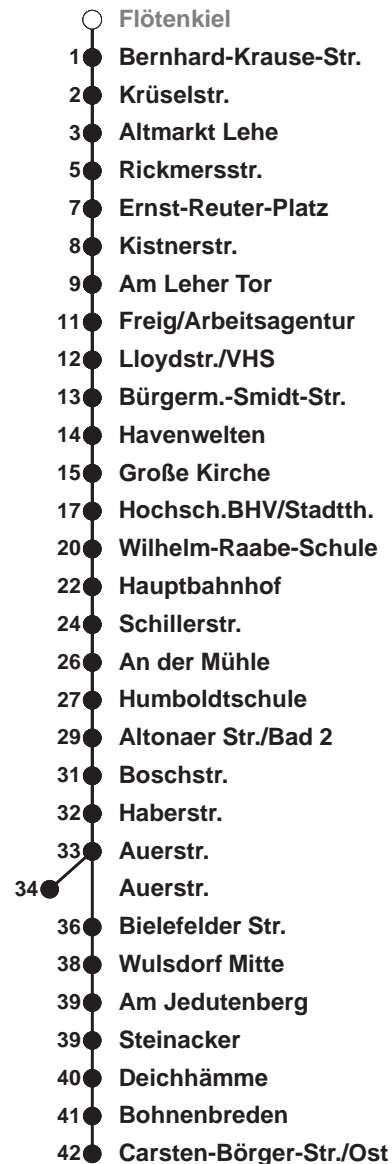 Flötenkiel
1 Bernhard-Krause-Str.
2 Krüselstr.
3 Altmarkt Lehe
5 Rickmersstr.
7 Ernst-Reuter-Platz
8 Kistnerstr.
9 Am Leher Tor
11 Freig/Arbeitsagentur
12 Lloydstr./VHS
13 Bürgerm.-Smidt-Str.
14 Havenwelten
15 Große Kirche
17 Hochsch.BHV/Stadtth.
20 Wilhelm-Raabe-Schule
22 Hauptbahnhof
24 Schillerstr.
26 An der Mühle
27 Humboldtschule
29 Altonaer Str./Bad 2
31 Boschstr.
32 Haberstr.
33 Auerstr.
34 Auerstr.
36 Bielefelder Str.
38 Wulsdorf Mitte
39 Am Jedutenberg
39 Steinacker
40 Deichhämme
41 Bohnenbreden
42 Carsten-Börger-Str./Ost